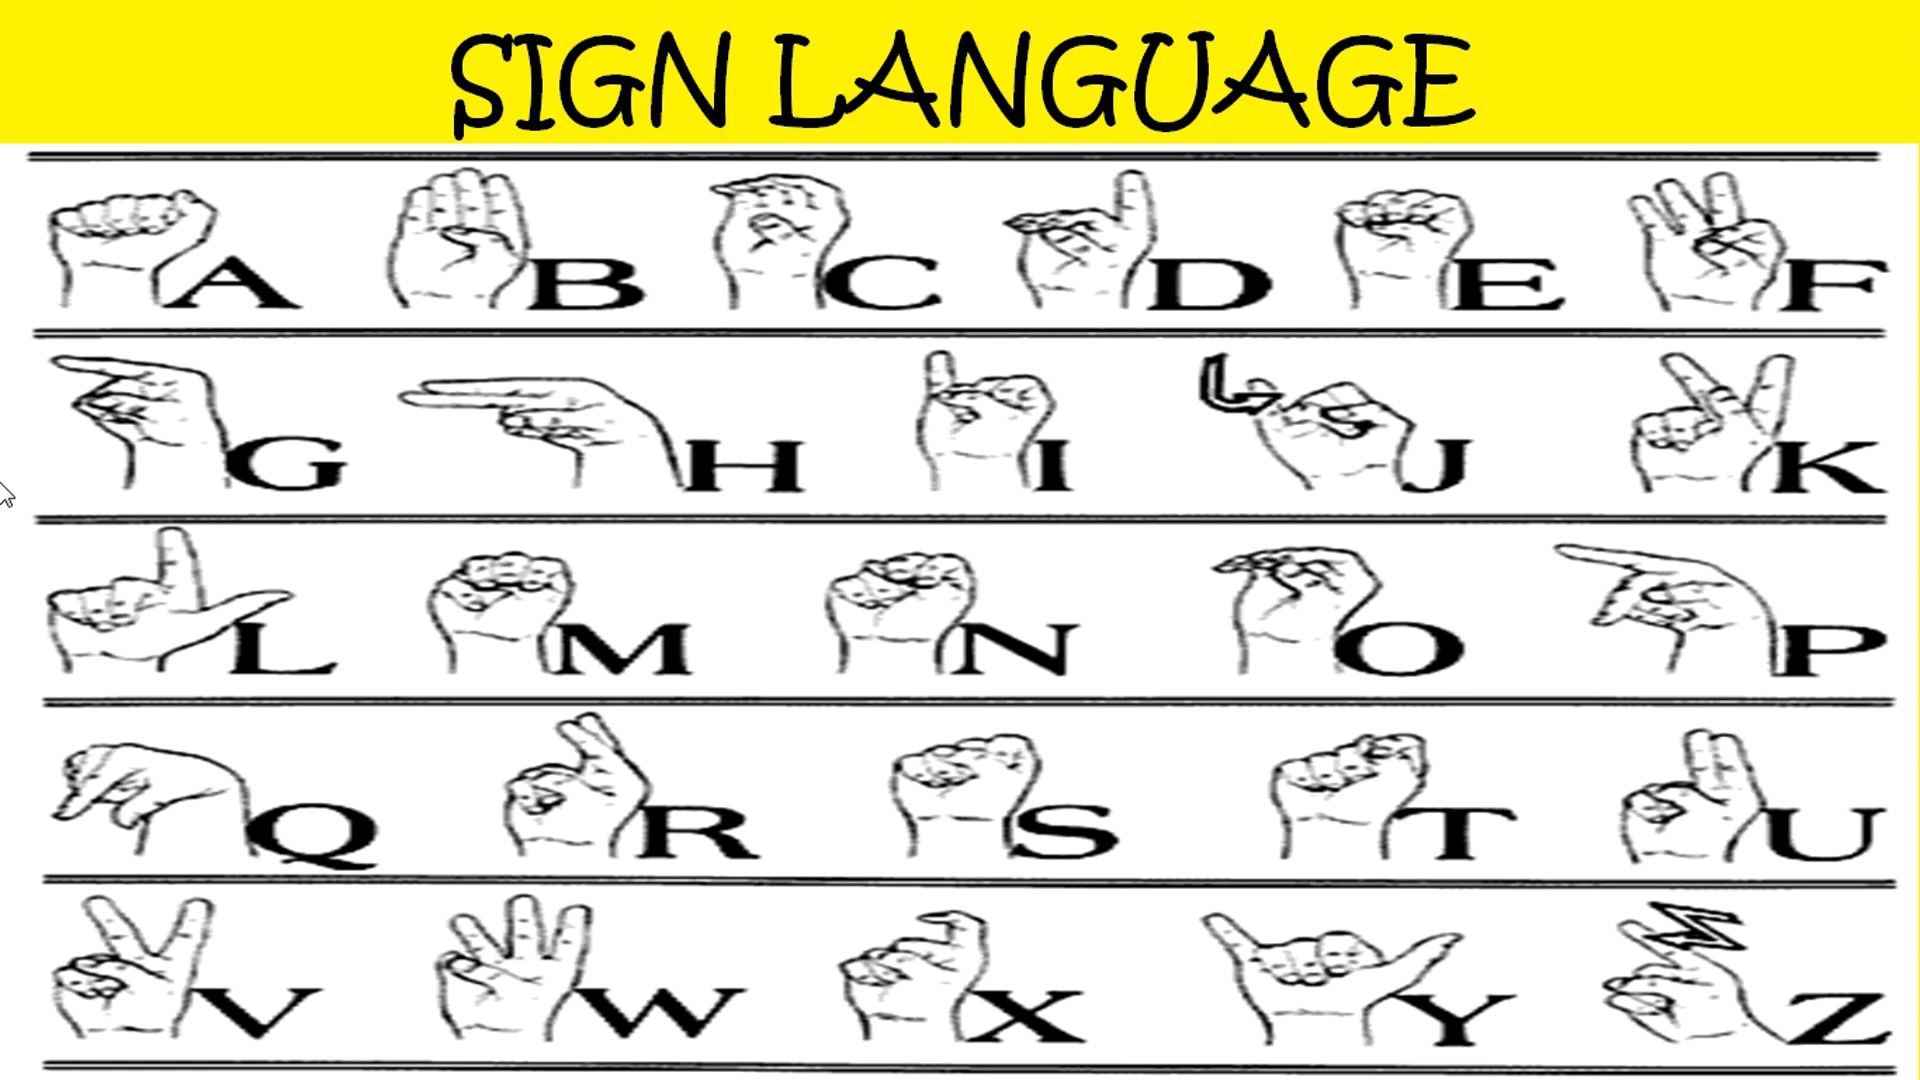 SIGN LANGUAGE
A B C D E F
G H I J K
L M N O P
Q R S T U
V W X Y Z